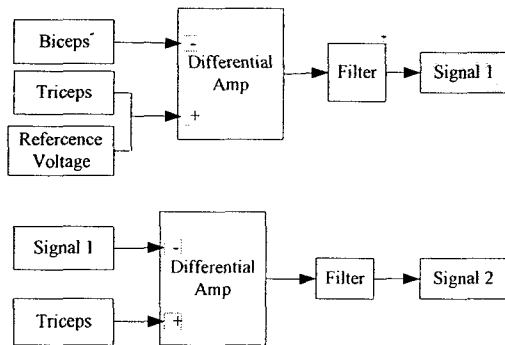 Biceps
-
Triceps
Differential
Amp
Filter
Signal 1
+
Refercence
Voltage
Signal 1
-
Differential
Amp
Filter
Signal 2
Triceps
+